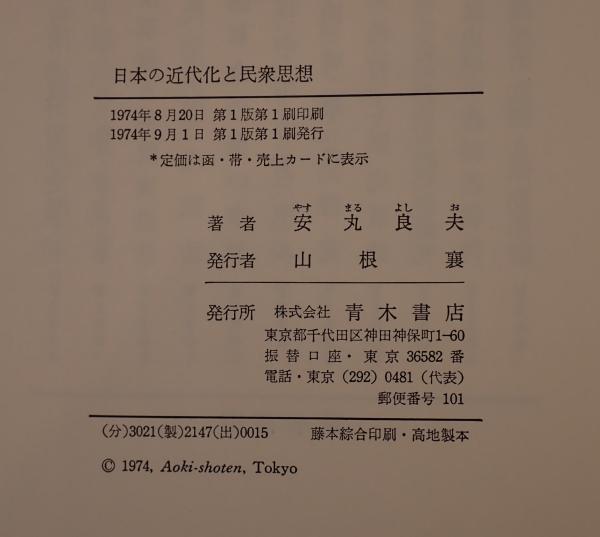 日本の近代化と民衆思想
1974年8月20日 第1版第1刷印刷
1974年9月1日 第1版第1刷発行
*定価は函・帯・売上カードに表示
やす まる よし お
著者 安丸良夫
発行者 山根襄
発行所 株式会社 青木書店
東京都千代田区神田神保町1-60
振替口座・東京36582番
電話・東京(292)0481(代表)
郵便番号 101
(分)3021(製)2147(出)0015 藤本綜合印刷・高地製本
© 1974, Aoki-shoten, Tokyo